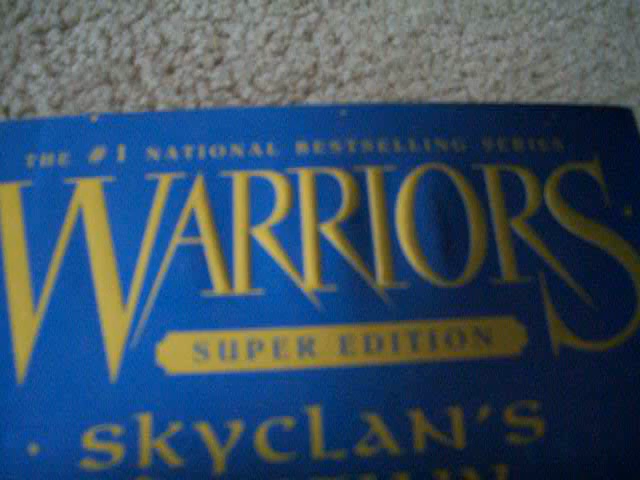 THE #1 NATIONAL BESTSELLING SERIES
WARRIORS
SUPER EDITION
SKYCLAN'S